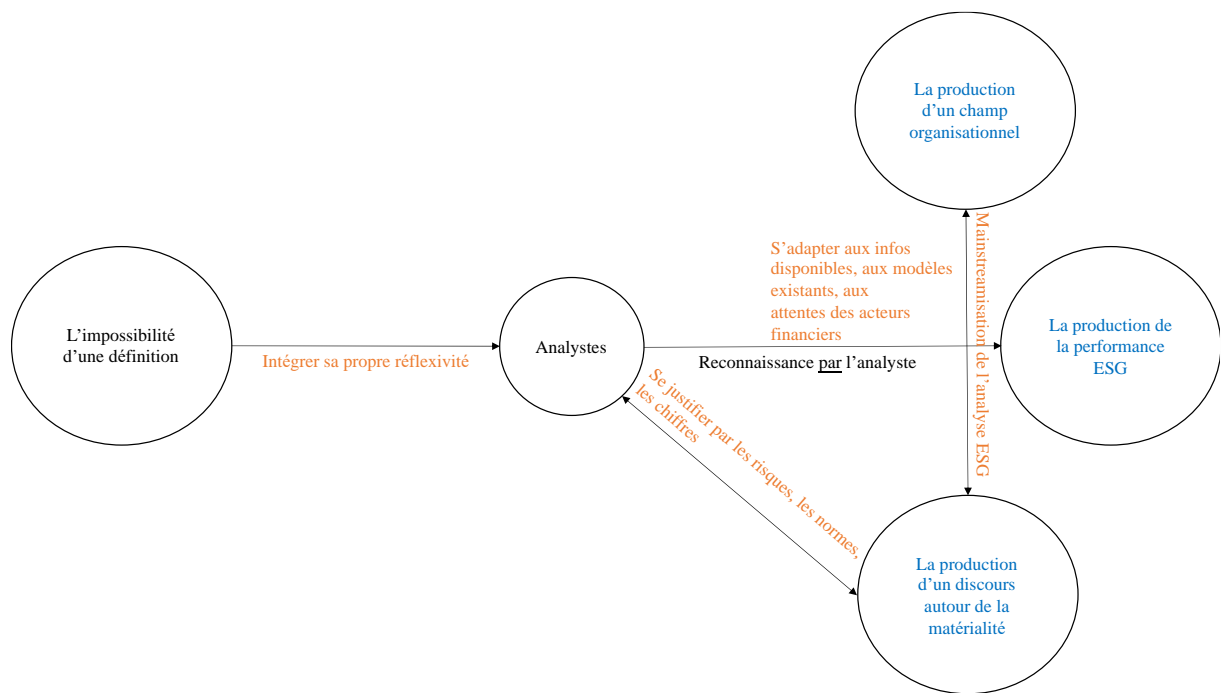 La production
d’un champ
organisationnel
Mainstreamisation de l’analyse ESG
S’adapter aux infos
disponibles, aux modèles
existants, aux
attentes des acteurs
financiers
L’impossibilité
d’une définition
Intégrer sa propre réflexivité
Analystes
Reconnaissance par l’analyste
La production de
la performance
ESG
Se justifier par les risques, les normes,
les chiffres
La production
d’un discours
autour de la
matérialité